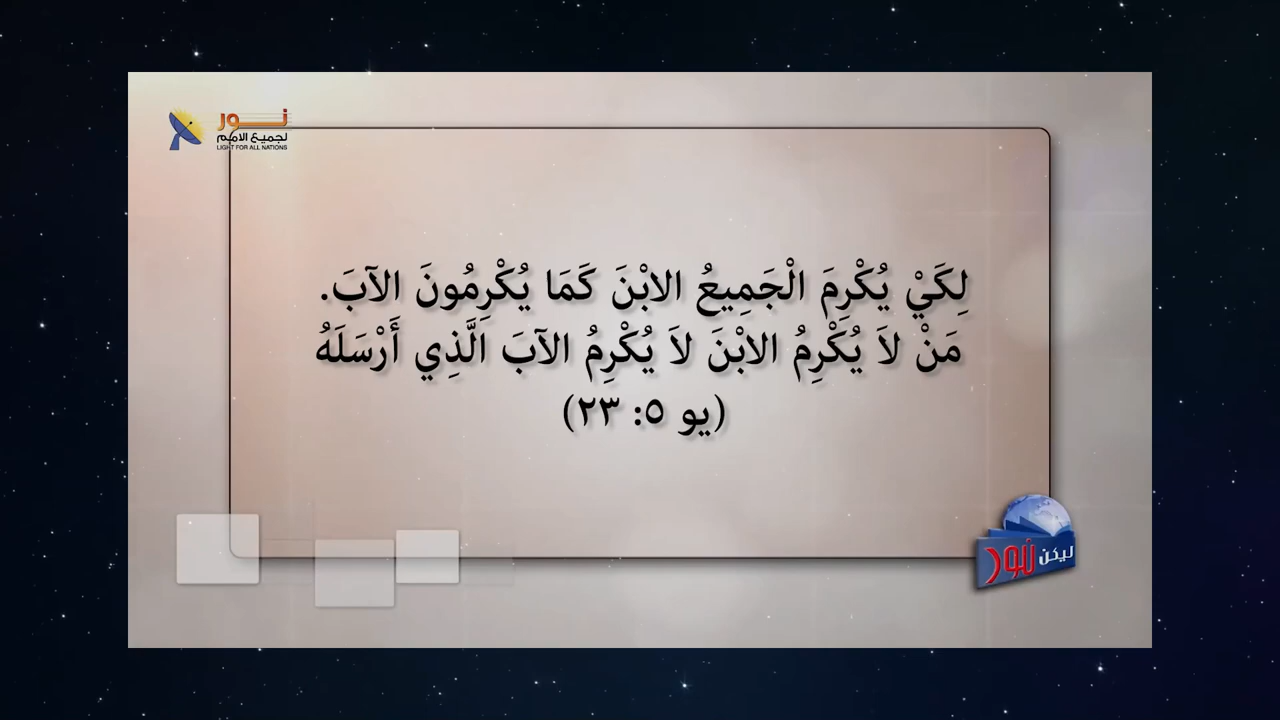 نور
لجميع الامم
LIGHT FOR ALL NATIONS
لِكَيْ يُكْرِمَ الْجَمِيعُ الابْنَ كَمَا يُكْرِمُونَ الآبَ.
مَنْ لاَ يُكْرِمُ الابْنَ لاَ يُكْرِمُ الآبَ الَّذِي أَرْسَلَهُ
(يو ٥: ٢٣)
ليكن نور